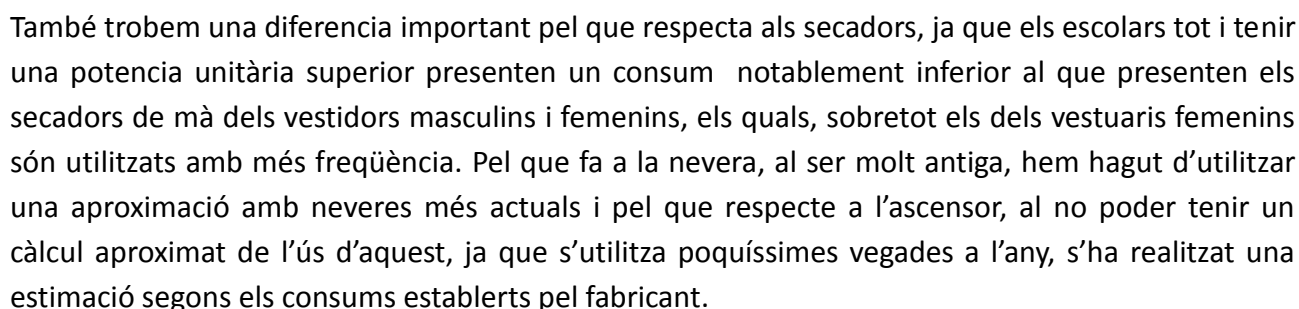 També trobem una diferencia important pel que respecta als secadors, ja que els escolars tot i tenir
una potencia unitària superior presenten un consum  notablement inferior al que presenten els
secadors de mà dels vestidors masculins i femenins, els quals, sobretot els dels vestuaris femenins
són utilitzats amb més freqüència. Pel que fa a la nevera, al ser molt antiga, hem hagut d’utilitzar
una aproximació amb neveres més actuals i pel que respecte a l’ascensor, al no poder tenir un
càlcul aproximat de l’ús d’aquest, ja que s’utilitza poquíssimes vegades a l’any, s’ha realitzat una
estimació segons els consums establerts pel fabricant.